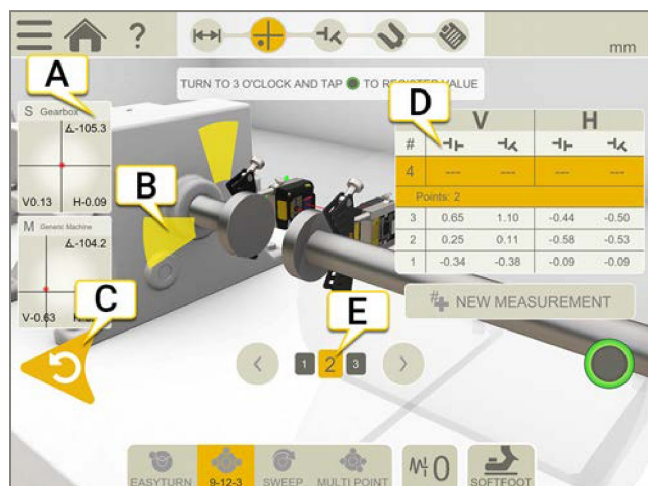 ?
mm
TURN TO 3 O'CLOCK AND TAP TO REGISTER VALUE
A
S Gearbox
∡-105.3
V0.13 H-0.09
B
M Generic Machine
∡-104.2
V-0.63
C
D
V H
#
4 --- --- --- ---
Points: 2
3 0.65 1.10 -0.44 -0.50
2 0.25 0.11 -0.58 -0.53
1 -0.34 -0.38 -0.09 -0.09
NEW MEASUREMENT
E
1 2 3
EASYTURN 9-12-3 SWEEP MULTI POINT
0
SOFTFOOT